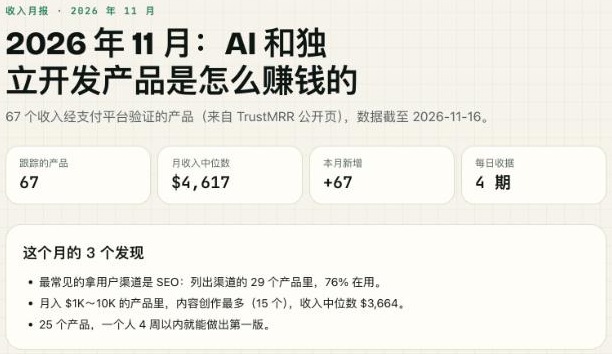 收入月报 · 2026 年 11 月
2026 年 11 月：AI 和独
立开发产品是怎么赚钱的
67 个收入经支付平台验证的产品（来自 TrustMRR 公开页），数据截至 2026-11-16。
跟踪的产品
67
月收入中位数
$4,617
本月新增
+67
每日收据
4 期
这个月的 3 个发现
• 最常见的拿用户渠道是 SEO：列出渠道的 29 个产品里，76% 在用。
• 月入 $1K～10K 的产品里，内容创作最多（15 个），收入中位数 $3,664。
• 25 个产品，一个人 4 周以内就能做出第一版。